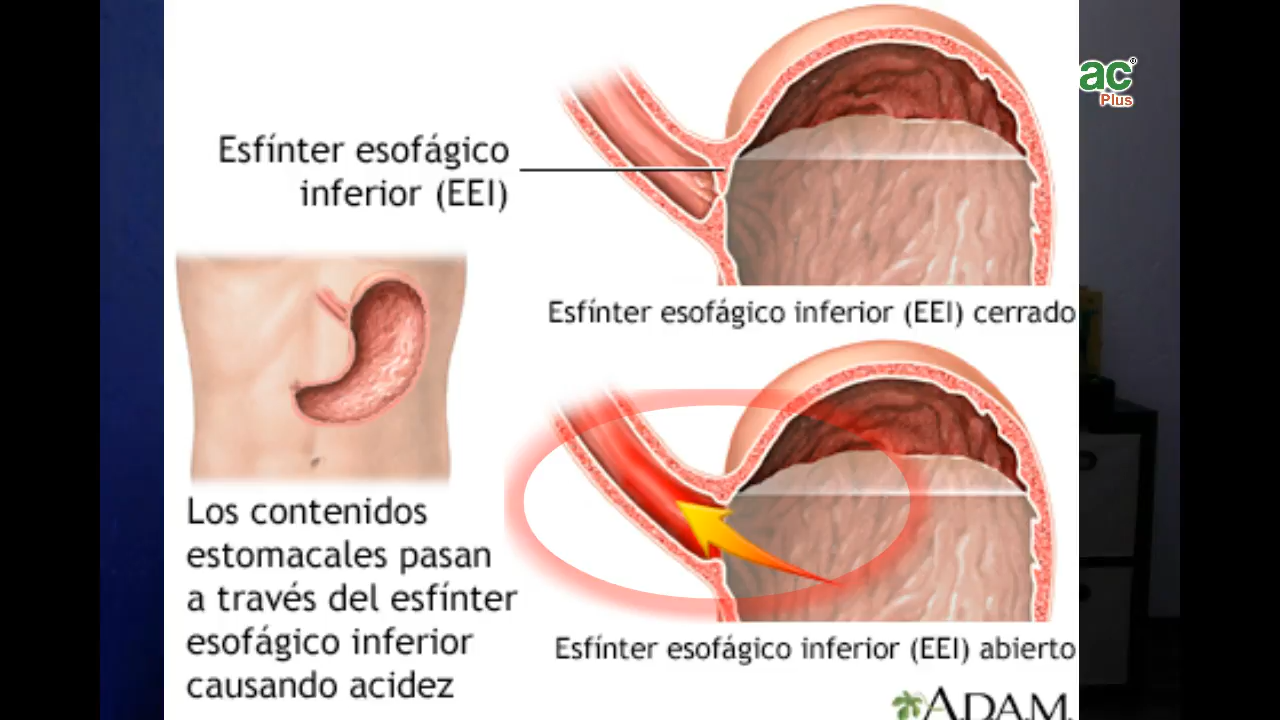 ac®
Plus
Esfínter esofágico
inferior (EEI)
Esfínter esofágico inferior (EEI) cerrado
Los contenidos
estomacales pasan
a través del esfínter
esofágico inferior
causando acidez
Esfínter esofágico inferior (EEI) abierto
A.D.A.M.